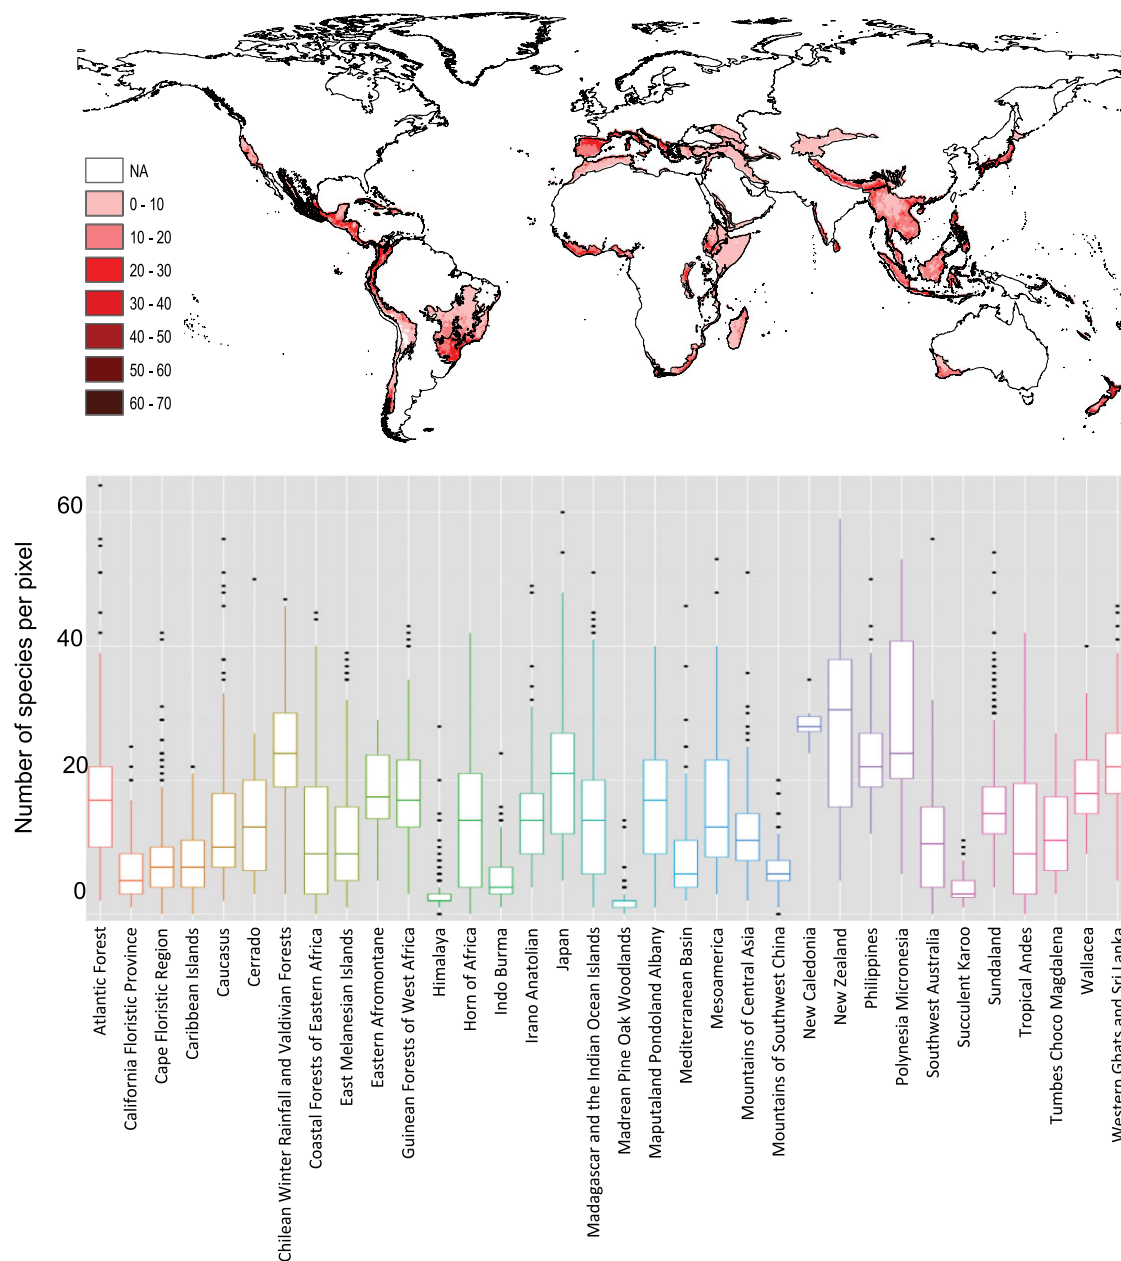 NA
0 - 10
10 - 20
20 - 30
30 - 40
40 - 50
50 - 60
60 - 70
Number of species per pixel
60
40
20
0
Atlantic Forest
California Floristic Province
Cape Floristic Region
Caribbean Islands
Caucasus
Cerrado
Chilean Winter Rainfall and Valdivian Forests
Coastal Forests of Eastern Africa
East Melanesian Islands
Eastern Afromontane
Guinean Forests of West Africa
Himalaya
Horn of Africa
Indo Burma
Irano Anatolian
Japan
Madagascar and the Indian Ocean Islands
Madrean Pine Oak Woodlands
Maputaland Pondoland Albany
Mediterranean Basin
Mesoamerica
Mountains of Central Asia
Mountains of Southwest China
New Caledonia
New Zealand
Philippines
Polynesia Micronesia
Southwest Australia
Succulent Karoo
Sundaland
Tropical Andes
Tumbes Choco Magdalena
Wallacea
Western Ghats and Sri Lanka